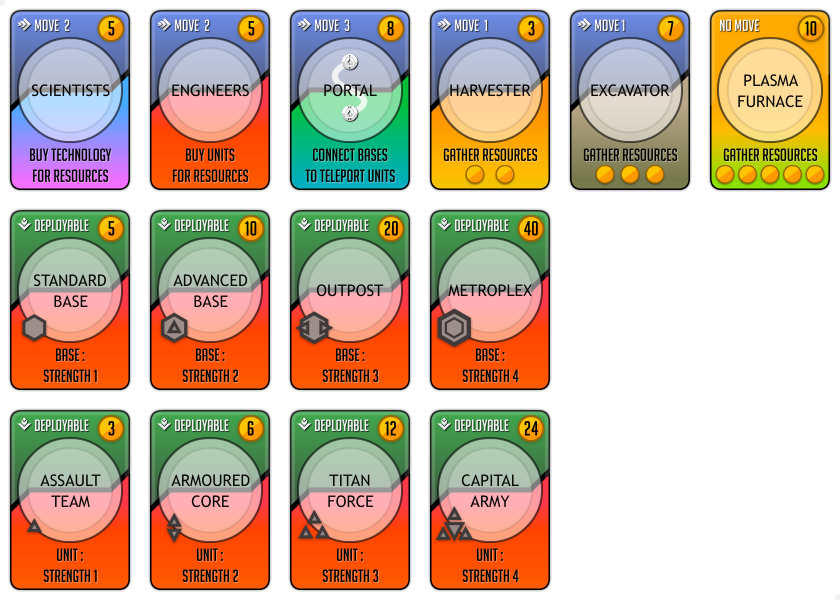 MOVE 2 5
SCIENTISTS
BUY TECHNOLOGY
FOR RESOURCES
MOVE 2 5
ENGINEERS
BUY UNITS
FOR RESOURCES
MOVE 3 8
PORTAL
CONNECT BASES
TO TELEPORT UNITS
MOVE 1 3
HARVESTER
GATHER RESOURCES
MOVE 1 7
EXCAVATOR
GATHER RESOURCES
NO MOVE 10
PLASMA
FURNACE
GATHER RESOURCES
DEPLOYABLE 5
STANDARD
BASE
BASE :
STRENGTH 1
DEPLOYABLE 10
ADVANCED
BASE
BASE :
STRENGTH 2
DEPLOYABLE 20
OUTPOST
BASE :
STRENGTH 3
DEPLOYABLE 40
METROPLEX
BASE :
STRENGTH 4
DEPLOYABLE 3
ASSAULT
TEAM
UNIT :
STRENGTH 1
DEPLOYABLE 6
ARMOURED
CORE
UNIT :
STRENGTH 2
DEPLOYABLE 12
TITAN
FORCE
UNIT :
STRENGTH 3
DEPLOYABLE 24
CAPITAL
ARMY
UNIT :
STRENGTH 4